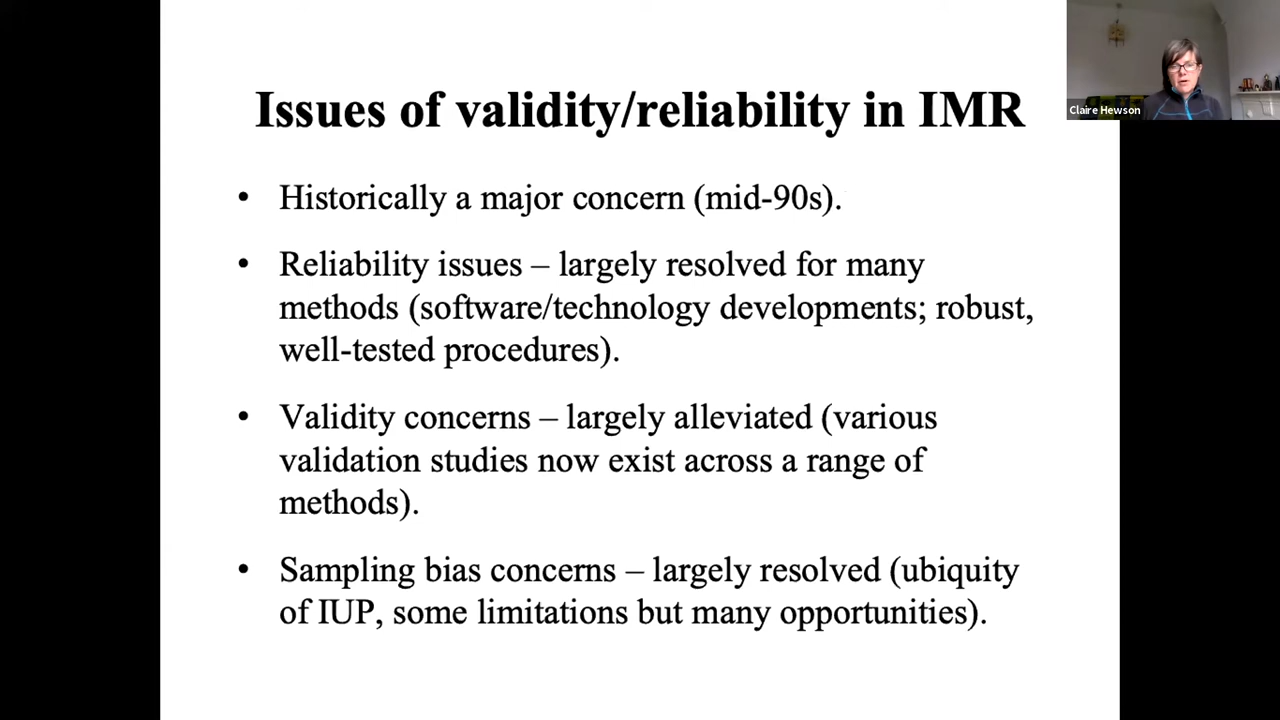 Issues of validity/reliability in IMR
Claire Hewson
• Historically a major concern (mid-90s).
• Reliability issues – largely resolved for many
methods (software/technology developments; robust,
well-tested procedures).
• Validity concerns – largely alleviated (various
validation studies now exist across a range of
methods).
• Sampling bias concerns – largely resolved (ubiquity
of IUP, some limitations but many opportunities).